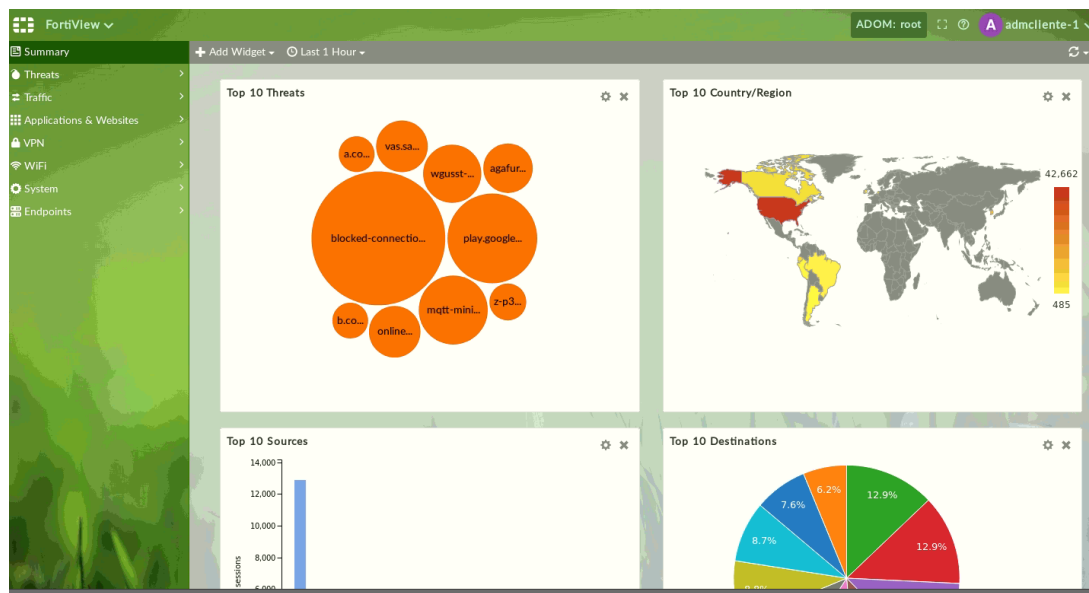 FortiView
ADOM: root
A
admcliente-1
Summary
Threats
Traffic
Applications & Websites
VPN
WiFi
System
Endpoints
Add Widget
Last 1 Hour
Top 10 Threats
a.co...
vas.sa...
wgusst-...
agafur...
blocked-connectio...
play.google...
z-p3...
mqtt-mini...
b.co...
online...
Top 10 Country/Region
42,662
485
Top 10 Sources
14,000
12,000
10,000
8,000
sessions
Top 10 Destinations
6.2%
12.9%
7.6%
8.7%
12.9%